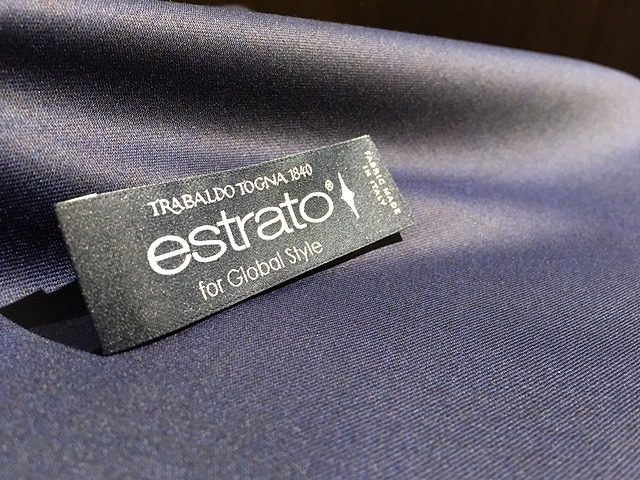 TRABALDO TOGNA 1840
estrato®
for Global Style
FABRIC MADE
IN ITALY